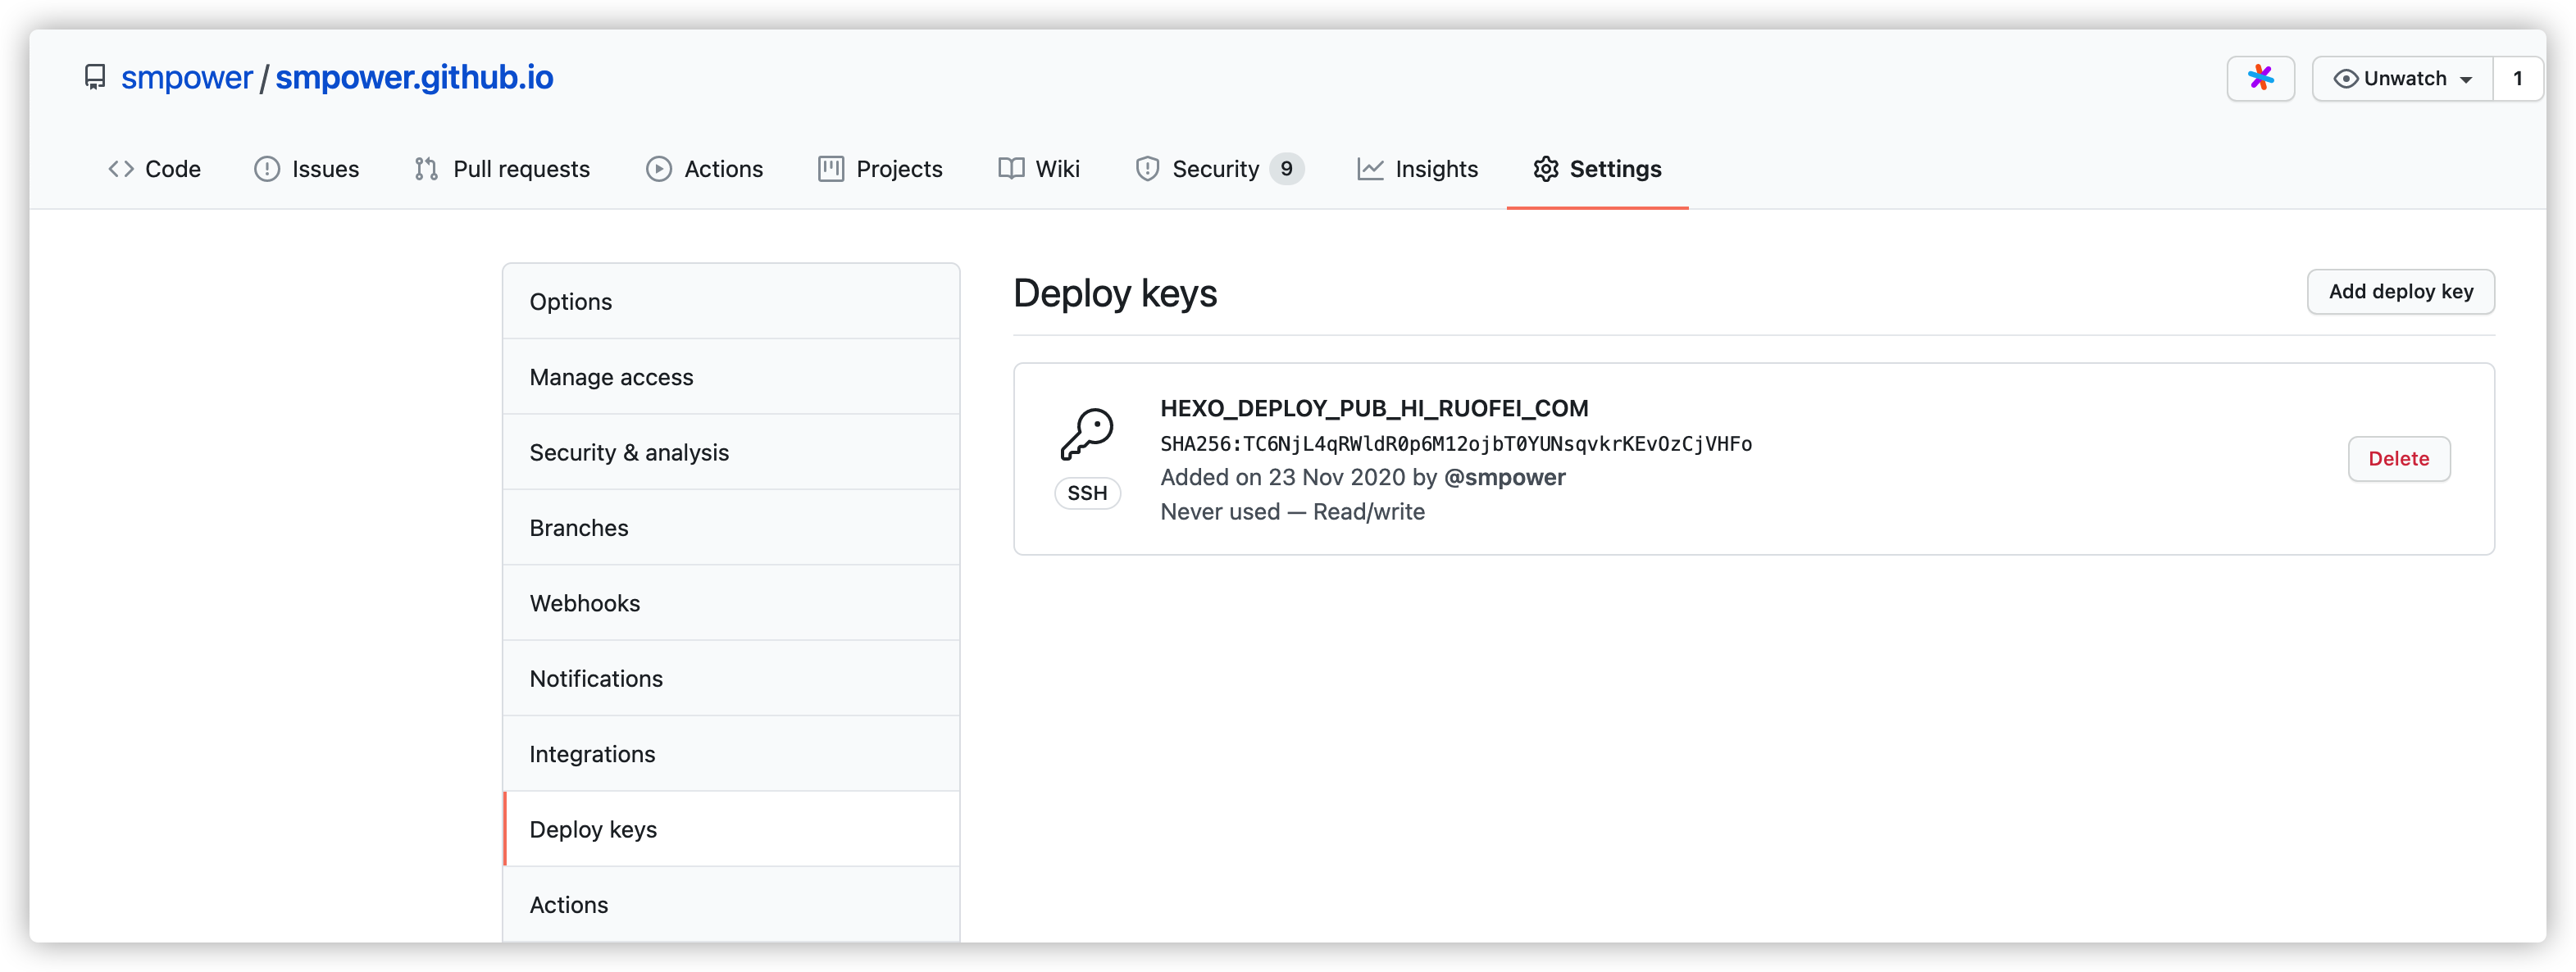 smpower / smpower.github.io
Unwatch 1
Code Issues Pull requests Actions Projects Wiki Security 9 Insights Settings
Options
Manage access
Security & analysis
Branches
Webhooks
Notifications
Integrations
Deploy keys
Actions
Deploy keys
Add deploy key
HEXO_DEPLOY_PUB_HI_RUOFEI_COM
SHA256:TC6NjL4qRWldR0p6M12ojbT0YUNsqvkrKEvOzCjVHFo
Added on 23 Nov 2020 by @smpower
Never used — Read/write
SSH
Delete